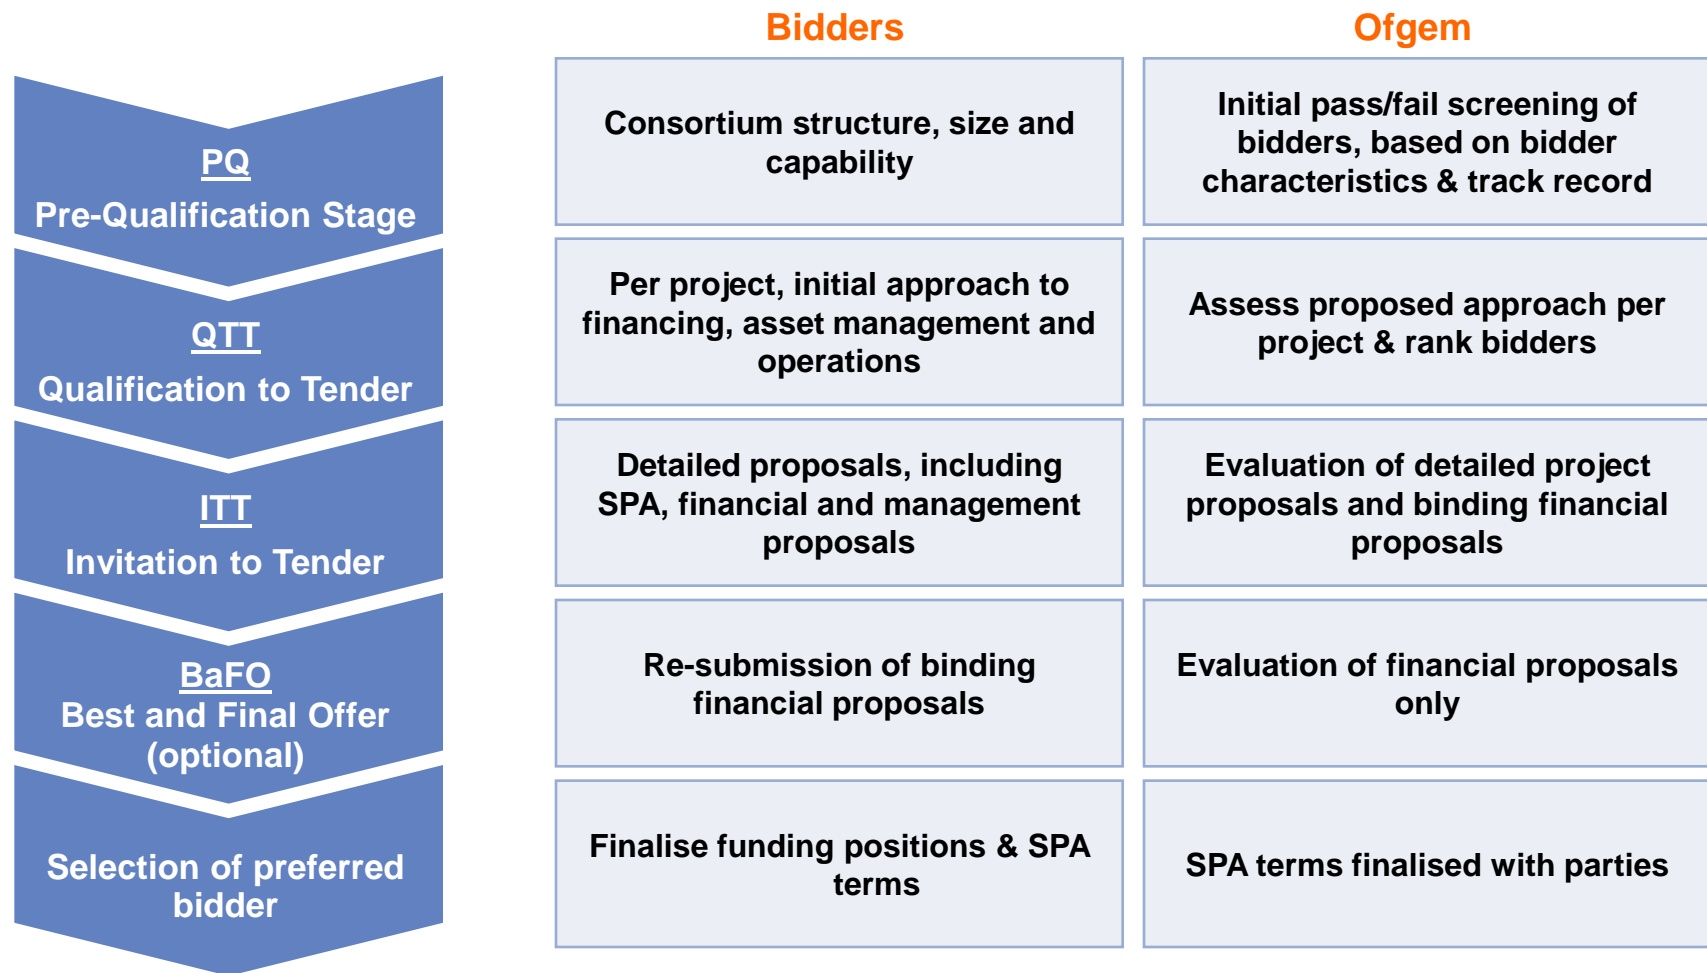 Bidders
Ofgem
PQ
Pre-Qualification Stage
Consortium structure, size and
capability
Initial pass/fail screening of
bidders, based on bidder
characteristics & track record
QTT
Qualification to Tender
Per project, initial approach to
financing, asset management and
operations
Assess proposed approach per
project & rank bidders
ITT
Invitation to Tender
Detailed proposals, including
SPA, financial and management
proposals
Evaluation of detailed project
proposals and binding financial
proposals
BaFO
Best and Final Offer
(optional)
Re-submission of binding
financial proposals
Evaluation of financial proposals
only
Selection of preferred
bidder
Finalise funding positions & SPA
terms
SPA terms finalised with parties